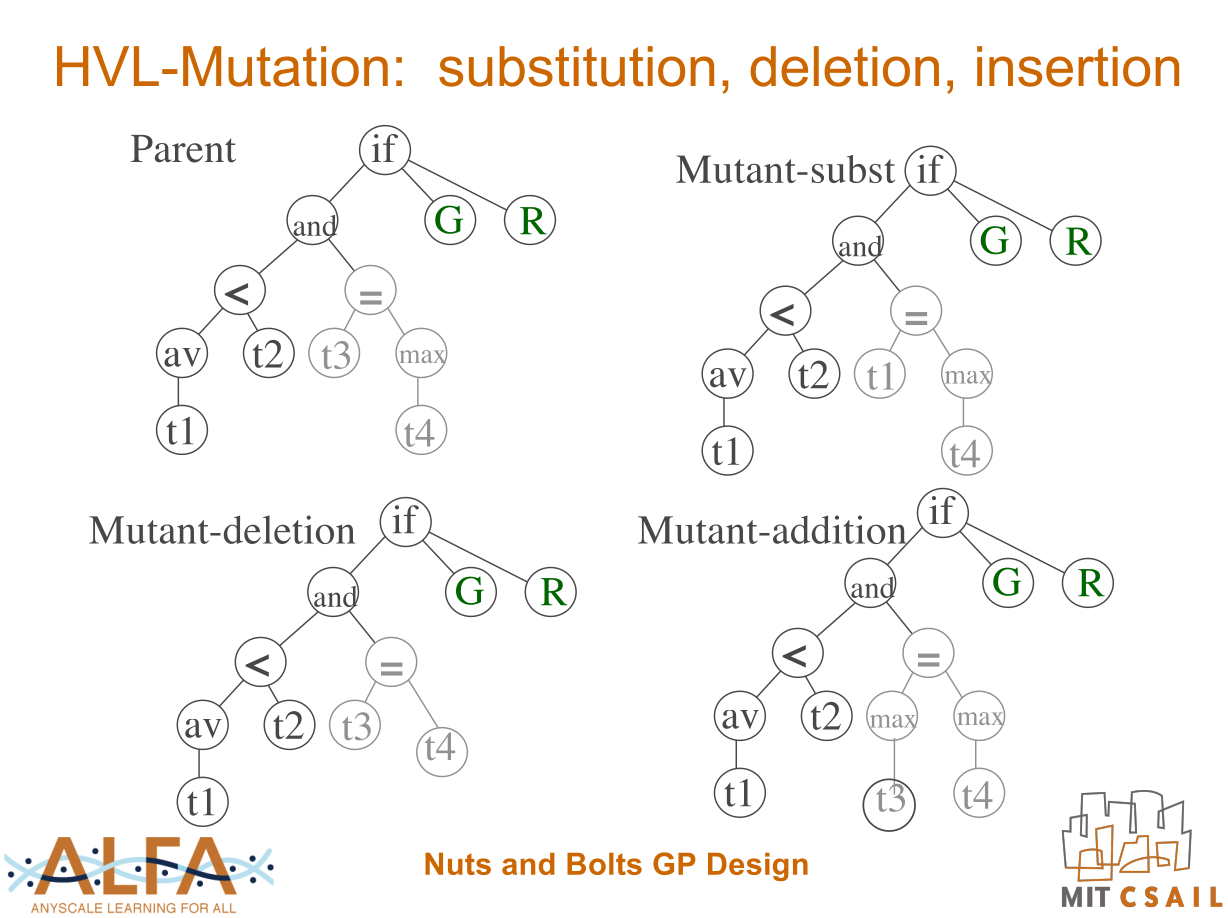 HVL-Mutation: substitution, deletion, insertion
Parent
if
and
G
R
<
=
av
t2
t3
max
t1
t4
Mutant-subst
if
and
G
R
<
=
av
t2
t1
max
t1
t4
Mutant-deletion
if
and
G
R
<
=
av
t2
t3
t4
t1
Mutant-addition
if
and
G
R
<
=
av
t2
max
max
t1
t3
t4
ALFA
ANYSCALE LEARNING FOR ALL
Nuts and Bolts GP Design
MIT CSAIL